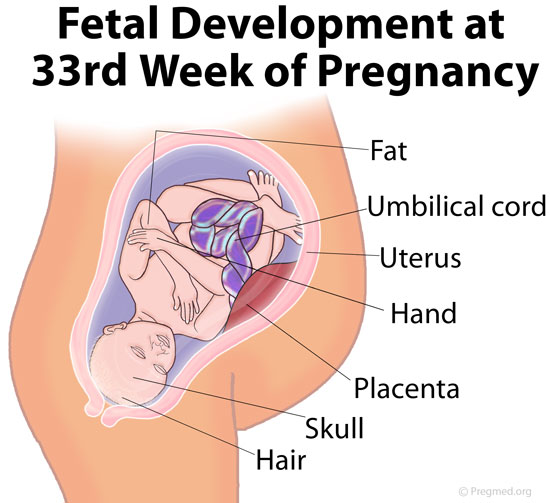 Fetal Development at
33rd Week of Pregnancy
Fat
Umbilical cord
Uterus
Hand
Placenta
Skull
Hair
© Pregmed.org